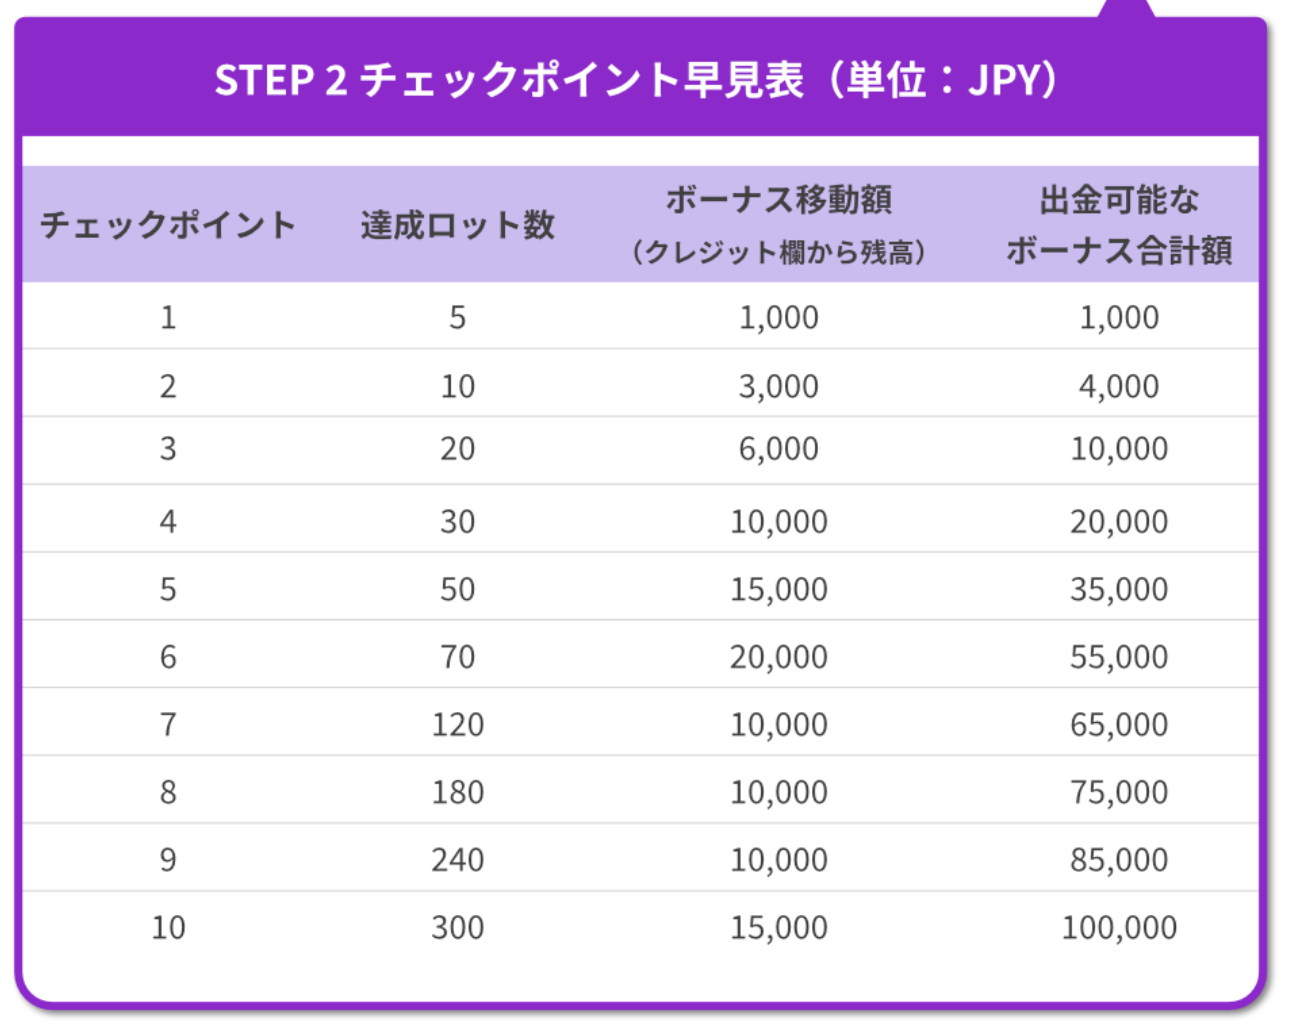 STEP 2 チェックポイント早見表（単位：JPY）
チェックポイント 達成ロット数 ボーナス移動額 出金可能な
（クレジット欄から残高） ボーナス合計額
1 5 1,000 1,000
2 10 3,000 4,000
3 20 6,000 10,000
4 30 10,000 20,000
5 50 15,000 35,000
6 70 20,000 55,000
7 120 10,000 65,000
8 180 10,000 75,000
9 240 10,000 85,000
10 300 15,000 100,000